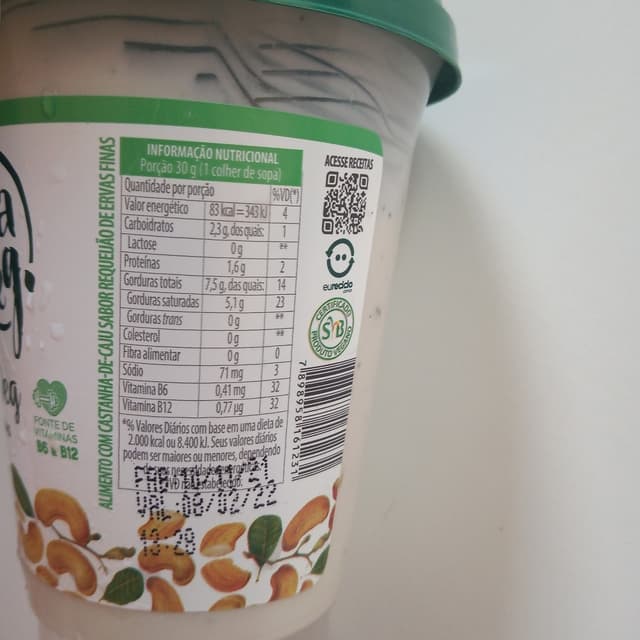 ALIMENTO COM CASTANHA-DE-CAJU SABOR REQUEIJÃO DE ERVAS FINAS
FONTE DE
VITAMINAS
B6 & B12
INFORMAÇÃO NUTRICIONAL
Porção 30 g (1 colher de sopa)
Quantidade por porção %VD(*)
Valor energético 83 kcal = 343 kJ 4
Carboidratos 2,3 g, dos quais: 1
Lactose 0 g **
Proteínas 1,6 g 2
Gorduras totais 7,5 g, das quais: 14
Gorduras saturadas 5,1 g 23
Gorduras trans 0 g **
Colesterol 0 g **
Fibra alimentar 0 g 0
Sódio 71 mg 3
Vitamina B6 0,41 mg 32
Vitamina B12 0,77 µg 32
*% Valores Diários com base em uma dieta de
2.000 kcal ou 8.400 kJ. Seus valores diários
podem ser maiores ou menores, dependendo
VAL 08/02/22
13:28
ACESSE RECEITAS
eureciclo
CERTIFICADO
SVB
PRODUTO VEGANO
7898958161231